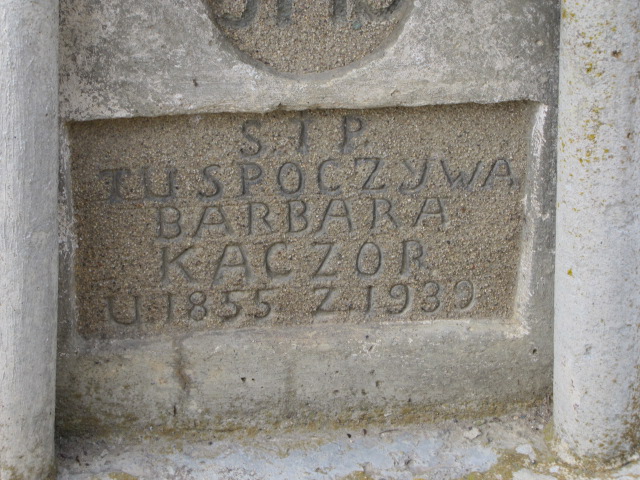 S. I P.
TU SPOCZYWA
BARBARA
KACZOR
U 1855 Z. 1939